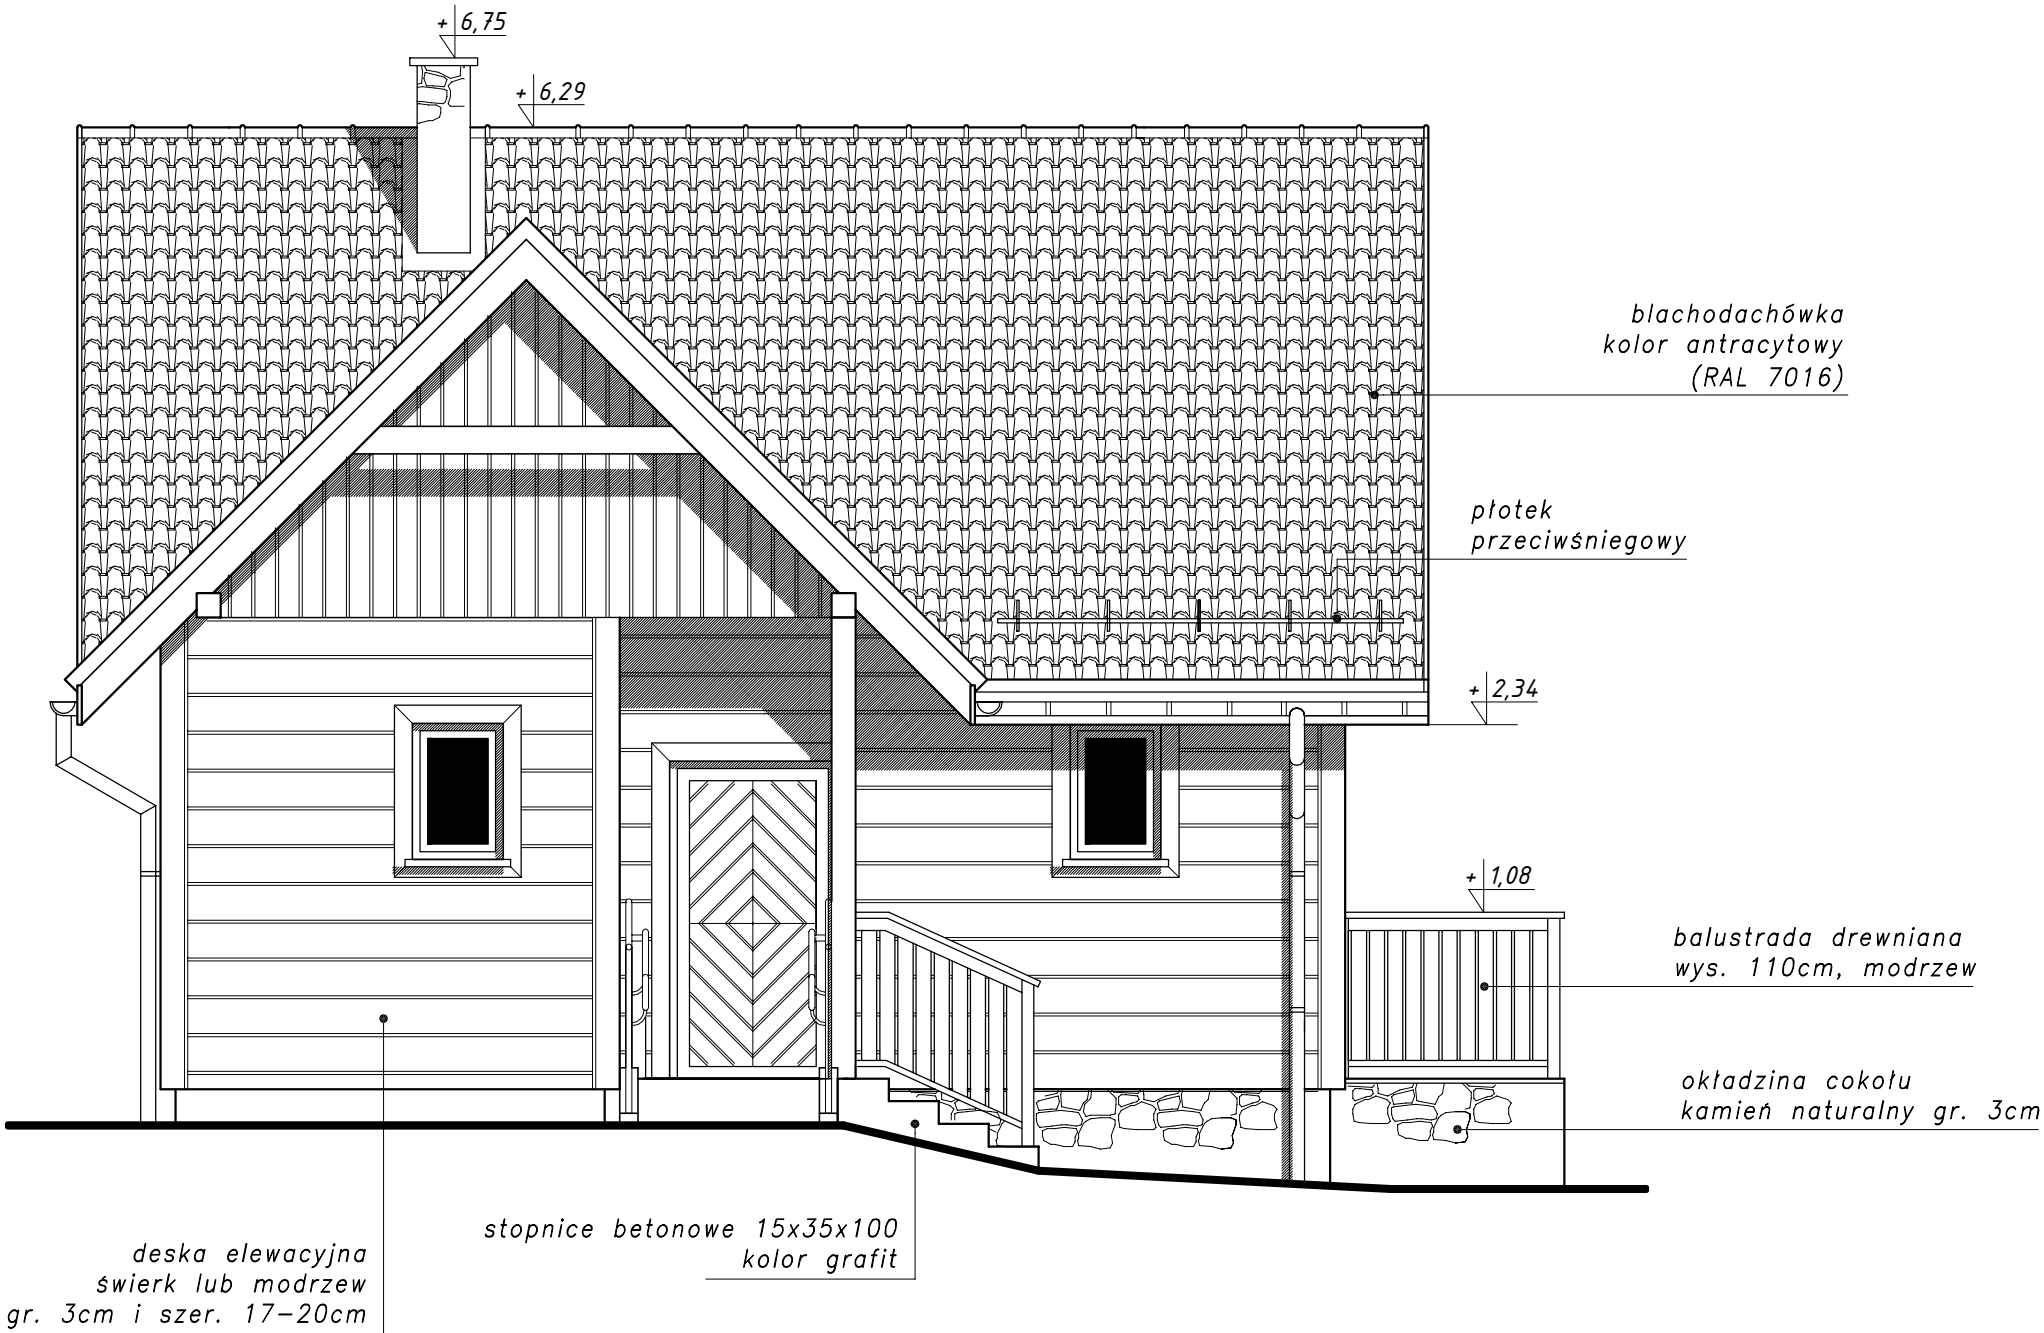 + 6,75
+ 6,29
blachodachówka
kolor antracytowy
(RAL 7016)
płotek
przeciwśniegowy
+ 2,34
+ 1,08
balustrada drewniana
wys. 110cm, modrzew
okładzina cokołu
kamień naturalny gr. 3cm
stopnice betonowe 15x35x100
kolor grafit
deska elewacyjna
świerk lub modrzew
gr. 3cm i szer. 17-20cm